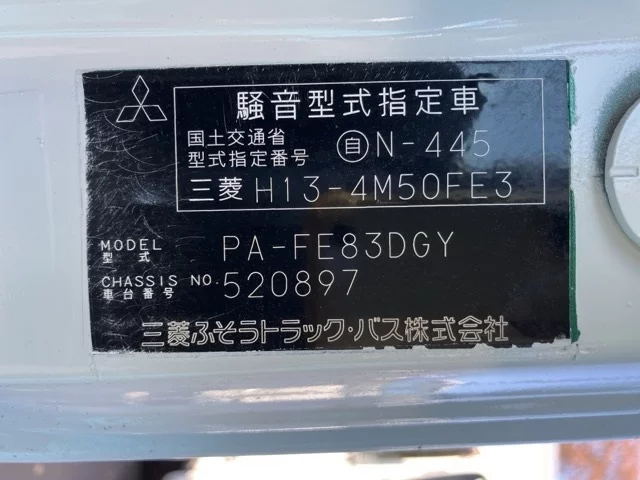 騒音型式指定車
国土交通省
型式指定番号 自N-445
三菱 H13-4M50FE3
MODEL
型式 PA-FE83DGY
CHASSIS NO.
車台番号 520897
三菱ふそうトラック・バス株式会社